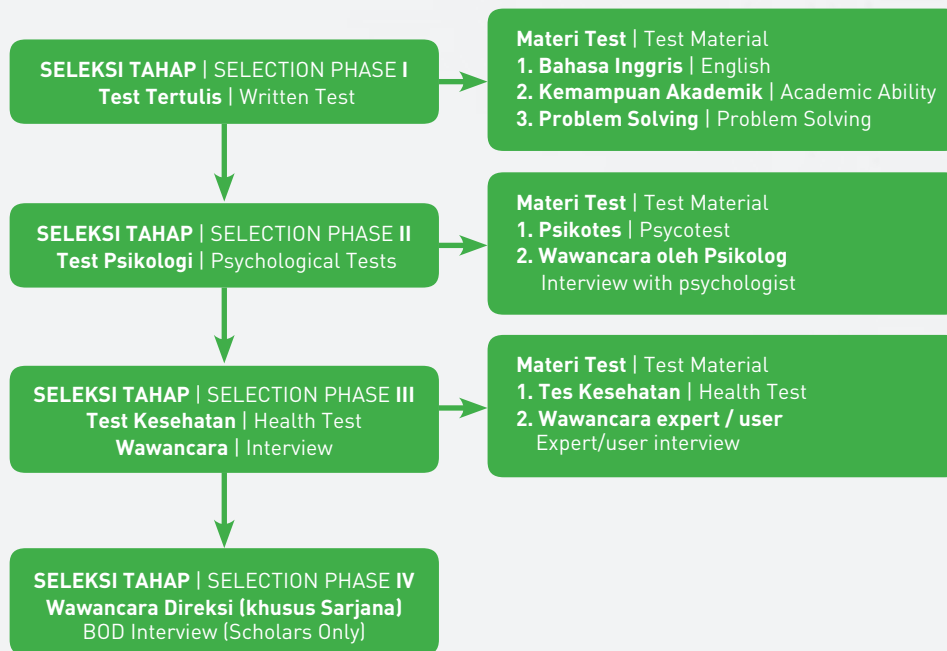 SELEKSI TAHAP | SELECTION PHASE I
Test Tertulis | Written Test
Materi Test | Test Material
1. Bahasa Inggris | English
2. Kemampuan Akademik | Academic Ability
3. Problem Solving | Problem Solving
SELEKSI TAHAP | SELECTION PHASE II
Test Psikologi | Psychological Tests
Materi Test | Test Material
1. Psikotes | Psycotest
2. Wawancara oleh Psikolog
Interview with psychologist
SELEKSI TAHAP | SELECTION PHASE III
Test Kesehatan | Health Test
Wawancara | Interview
Materi Test | Test Material
1. Tes Kesehatan | Health Test
2. Wawancara expert / user
Expert/user interview
SELEKSI TAHAP | SELECTION PHASE IV
Wawancara Direksi (khusus Sarjana)
BOD Interview (Scholars Only)